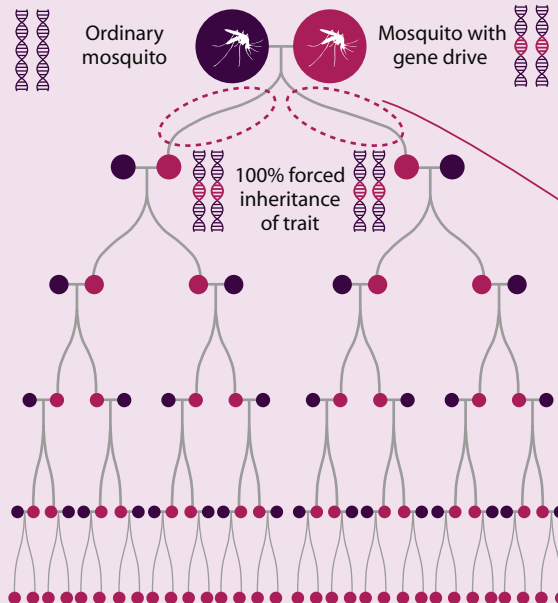 Ordinary
mosquito
Mosquito with
gene drive
100% forced
inheritance
of trait